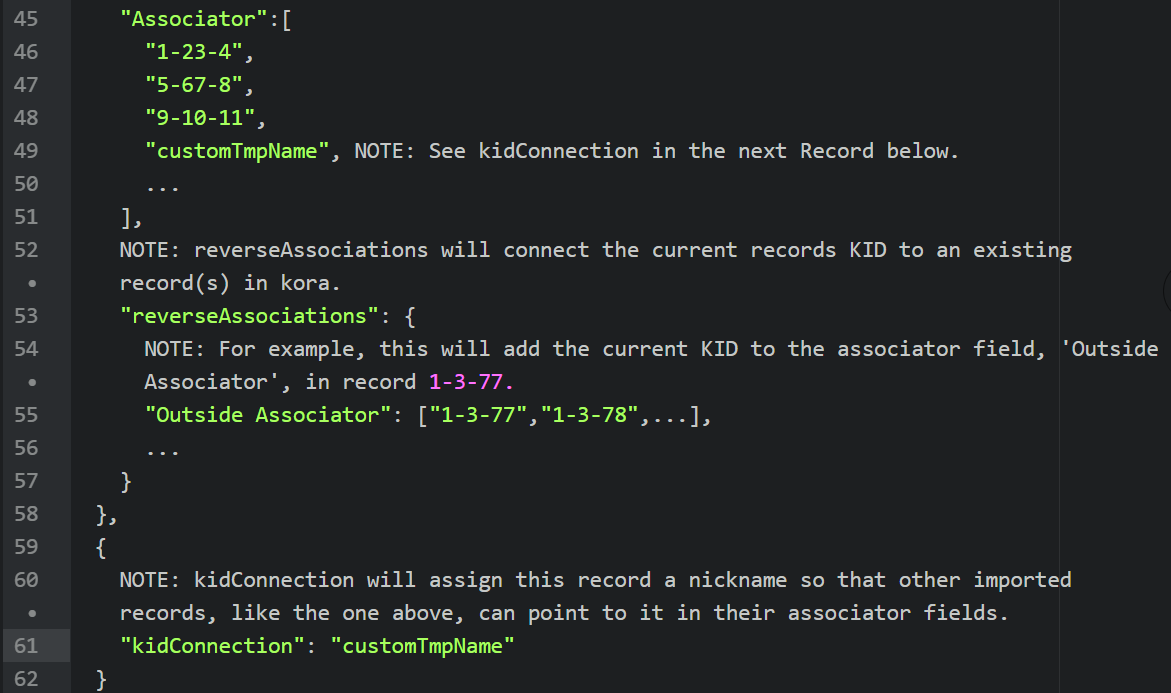 45 "Associator":[
46 "1-23-4",
47 "5-67-8",
48 "9-10-11",
49 "customTmpName", NOTE: See kidConnection in the next Record below.
50 ...
51 ],
52 NOTE: reverseAssociations will connect the current records KID to an existing
• record(s) in kora.
53 "reverseAssociations": {
54 NOTE: For example, this will add the current KID to the associator field, 'Outside
• Associator', in record 1-3-77.
55 "Outside Associator": ["1-3-77","1-3-78",...],
56 ...
57 }
58 },
59 {
60 NOTE: kidConnection will assign this record a nickname so that other imported
• records, like the one above, can point to it in their associator fields.
61 "kidConnection": "customTmpName"
62 }